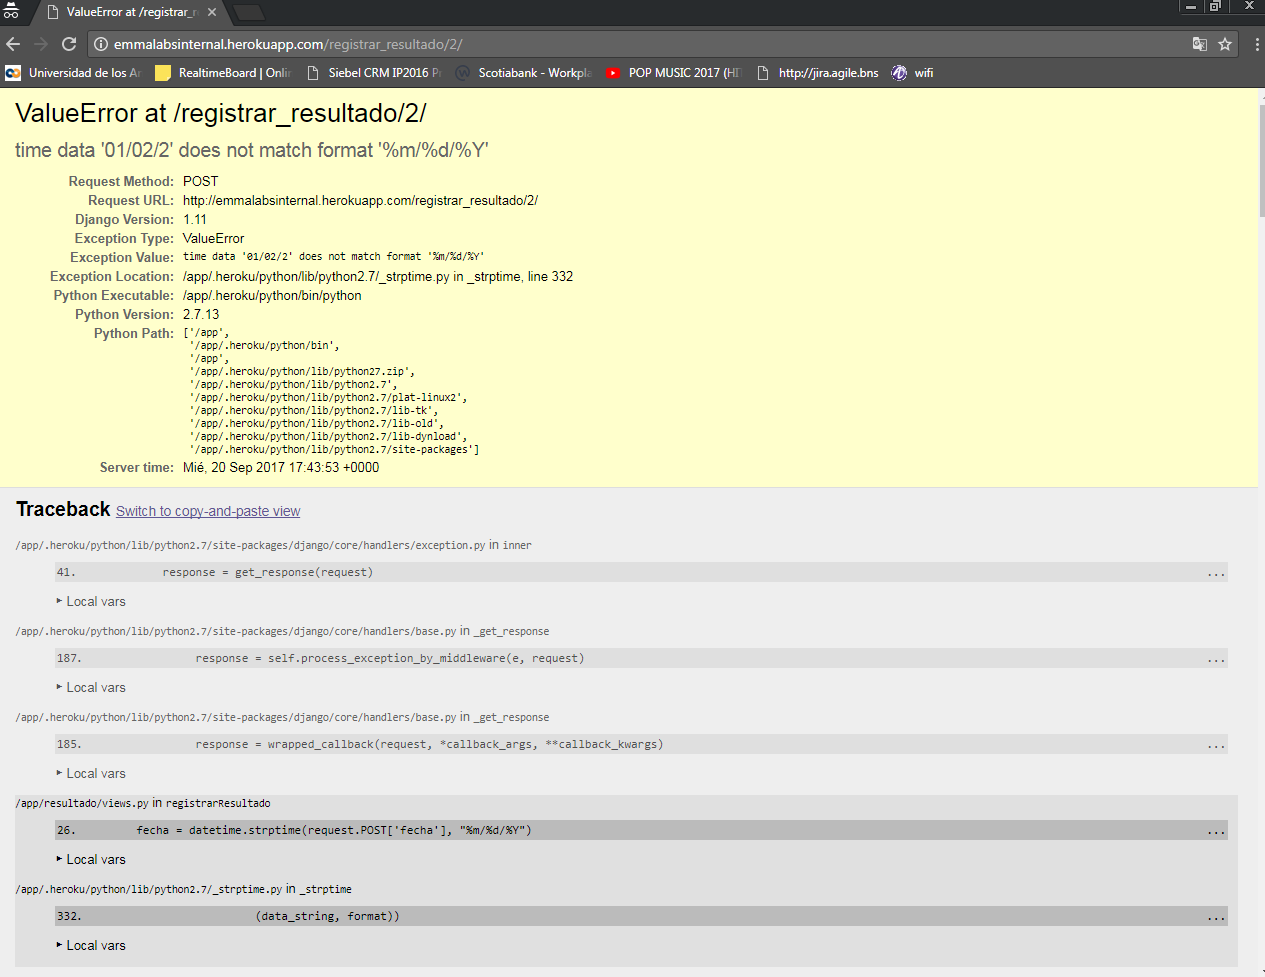 ValueError at /registrar_r
emmalabsinternal.herokuapp.com/registrar_resultado/2/
Universidad de los Ar
RealtimeBoard | Onlin
Siebel CRM IP2016 P
Scotiabank - Workpla
POP MUSIC 2017 (HI
http://jira.agile.bns
wifi
ValueError at /registrar_resultado/2/
time data '01/02/2' does not match format '%m/%d/%Y'
Request Method: POST
Request URL: http://emmalabsinternal.herokuapp.com/registrar_resultado/2/
Django Version: 1.11
Exception Type: ValueError
Exception Value: time data '01/02/2' does not match format '%m/%d/%Y'
Exception Location: /app/.heroku/python/lib/python2.7/_strptime.py in _strptime, line 332
Python Executable: /app/.heroku/python/bin/python
Python Version: 2.7.13
Python Path: ['/app',
'/app/.heroku/python/bin',
'/app',
'/app/.heroku/python/lib/python27.zip',
'/app/.heroku/python/lib/python2.7',
'/app/.heroku/python/lib/python2.7/plat-linux2',
'/app/.heroku/python/lib/python2.7/lib-tk',
'/app/.heroku/python/lib/python2.7/lib-old',
'/app/.heroku/python/lib/python2.7/lib-dynload',
'/app/.heroku/python/lib/python2.7/site-packages']
Server time: Mié, 20 Sep 2017 17:43:53 +0000
Traceback Switch to copy-and-paste view
/app/.heroku/python/lib/python2.7/site-packages/django/core/handlers/exception.py in inner
41. response = get_response(request) ...
Local vars
/app/.heroku/python/lib/python2.7/site-packages/django/core/handlers/base.py in _get_response
187. response = self.process_exception_by_middleware(e, request) ...
Local vars
/app/.heroku/python/lib/python2.7/site-packages/django/core/handlers/base.py in _get_response
185. response = wrapped_callback(request, *callback_args, **callback_kwargs) ...
Local vars
/app/resultado/views.py in registrarResultado
26. fecha = datetime.strptime(request.POST['fecha'], "%m/%d/%Y") ...
Local vars
/app/.heroku/python/lib/python2.7/_strptime.py in _strptime
332. (data_string, format)) ...
Local vars